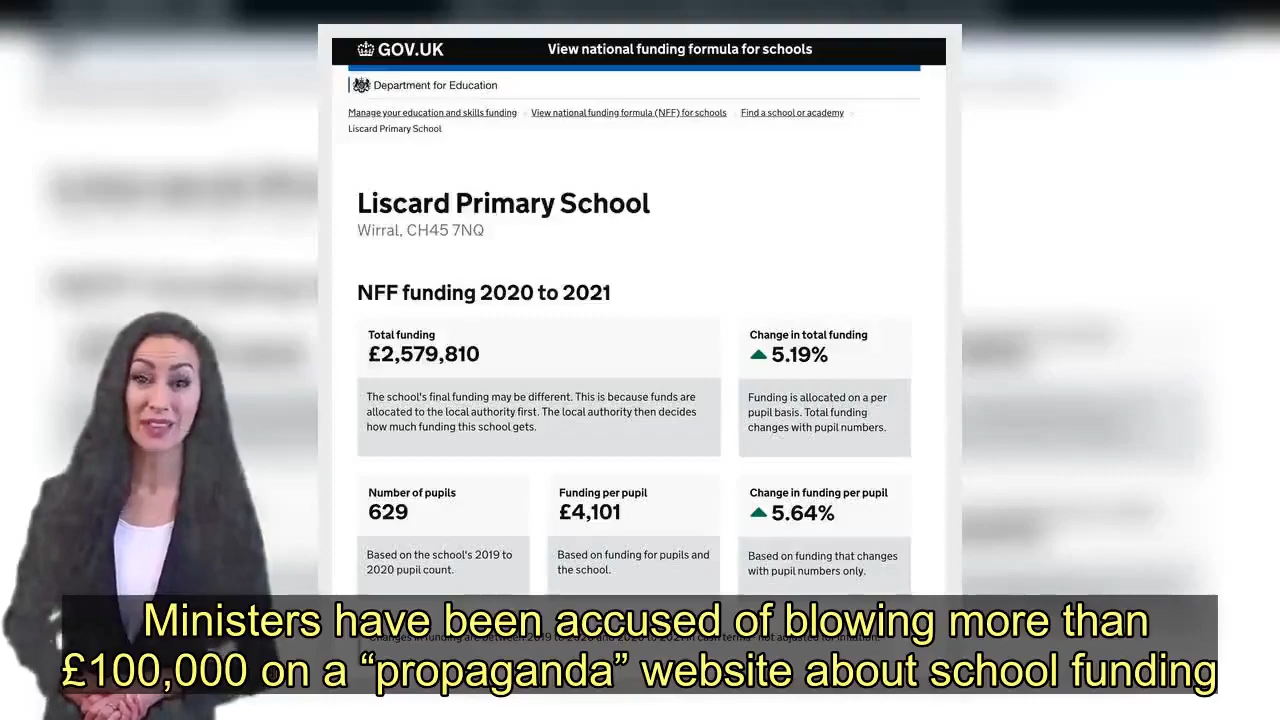 GOV.UK
View national funding formula for schools
Department for Education
Manage your education and skills funding
View national funding formula (NFF) for schools
Find a school or academy
Liscard Primary School
Liscard Primary School
Wirral, CH45 7NQ
NFF funding 2020 to 2021
Total funding
£2,579,810
The school's final funding may be different. This is because funds are
allocated to the local authority first. The local authority then decides
how much funding this school gets.
Change in total funding
5.19%
Funding is allocated on a per
pupil basis. Total funding
changes with pupil numbers.
Number of pupils
629
Based on the school's 2019 to
2020 pupil count.
Funding per pupil
£4,101
Based on funding for pupils and
the school.
Change in funding per pupil
5.64%
Based on funding that changes
with pupil numbers only.
Ministers have been accused of blowing more than
£100,000 on a “propaganda” website about school funding